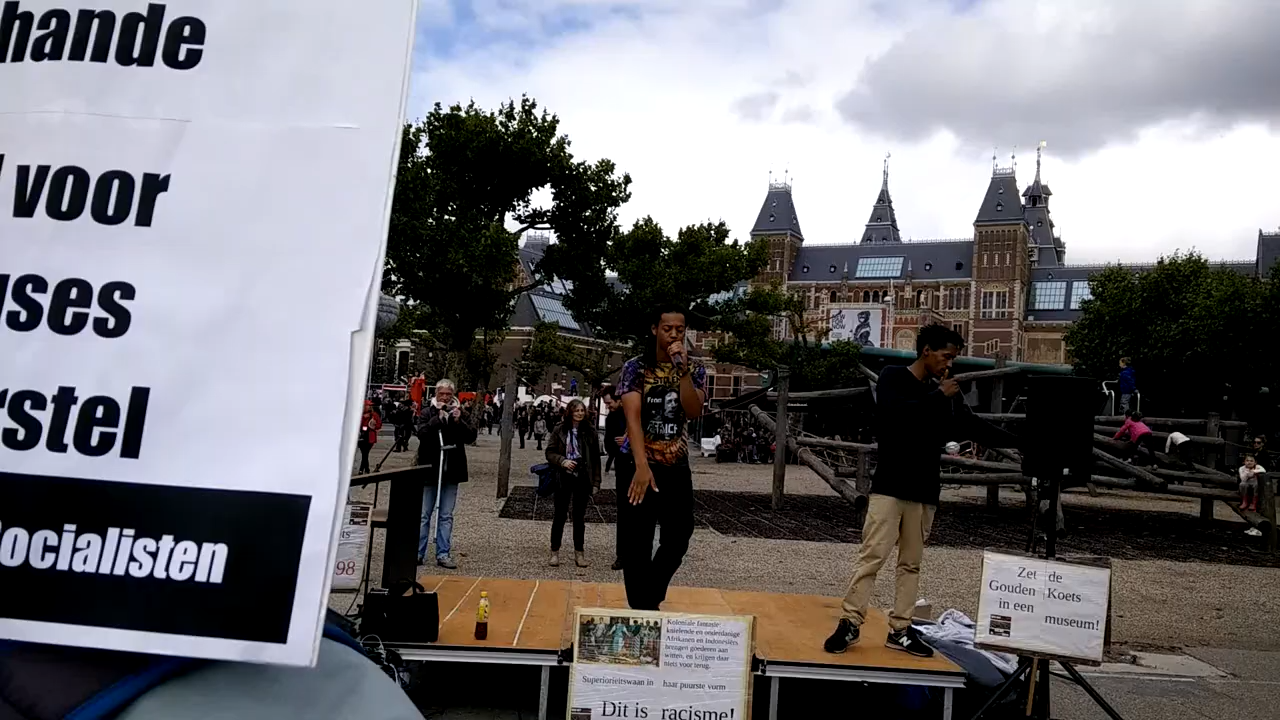 hande
voor
ses
rstel
ocialisten
98
From
Koloniale fantasie:
knielende en onderdanige
Afrikanen en Indonesiërs
brengen goederen aan
witten, en krijgen daar
niets voor terug.
Superioriteitswaan in haar puurste vorm
Dit is racisme!
Zet de
Gouden Koets
in een
museum!